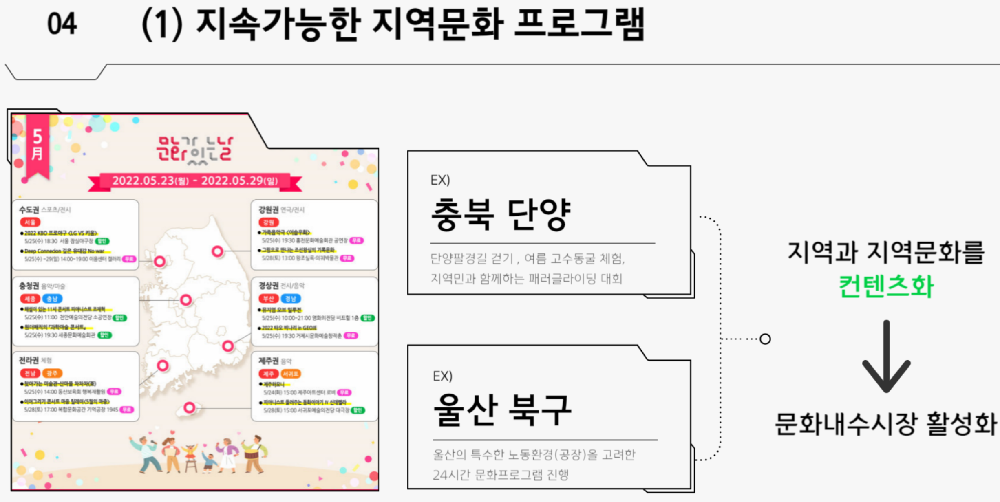 04
(1) 지속가능한 지역문화 프로그램
5
月
문화가 있는 날
2022.05.23(월) - 2022.05.29(일)
수도권 스포츠/전시
서울
●2022 KBO 프로야구 <LG VS 키움>
5/25(수) 18:30 서울 잠실야구장 할인
●Deep Connecion 깊은 유대감 No war
5/25(수) ~29(일) 14:00~19:00 이음센터 갤러리 무료
강원권 연극/전시
강원
●가족음악극 <이솝우화>
5/25(수) 19:30 홍천문화예술회관 공연장 무료
●그림으로 만나는 조선왕실의 기록문화
5/28(토) 13:00 왕조실록·의궤박물관 무료
충청권 음악/마술
세종 충남
●해설이 있는 11시 콘서트 피아니스트 조재혁
5/25(수) 11:00 천안예술의전당 소공연장 할인
●원더매직의 「과학마술 콘서트」
5/25(수) 19:30 세종문화예술회관 할인
경상권 전시/음악
부산 경남
●뮤지엄 오브 일루전
5/25(수) 10:00~21:00 영화의전당 비프힐 1층 할인
●2022 타오 비나리 in GEOJE
5/25(수) 19:30 거제시문화예술창작촌 무료
전라권 체험
전남 광주
●찾아가는 미술관·산마을 차차차(茶)
5/25(수) 14:00 동산보육회 행복재활원 무료
●이어그리기 콘서트 마음 릴레이<5월의 마중>
5/28(토) 17:00 복합문화공간 기억공장 1945 무료
제주권 음악
제주 서귀포
●제주하모니
5/24(화) 15:00 제주아트센터 로비 무료
●피아니스트 들려주는 동화이야기 IV 신데렐라
5/28(토) 15:00 서귀포예술의전당 대극장 할인
EX)
충북 단양
단양팔경길 걷기 , 여름 고수동굴 체험,
지역민과 함께하는 패러글라이딩 대회
EX)
울산 북구
울산의 특수한 노동환경(공장)을 고려한
24시간 문화프로그램 진행
지역과 지역문화를
컨텐츠화
문화내수시장 활성화